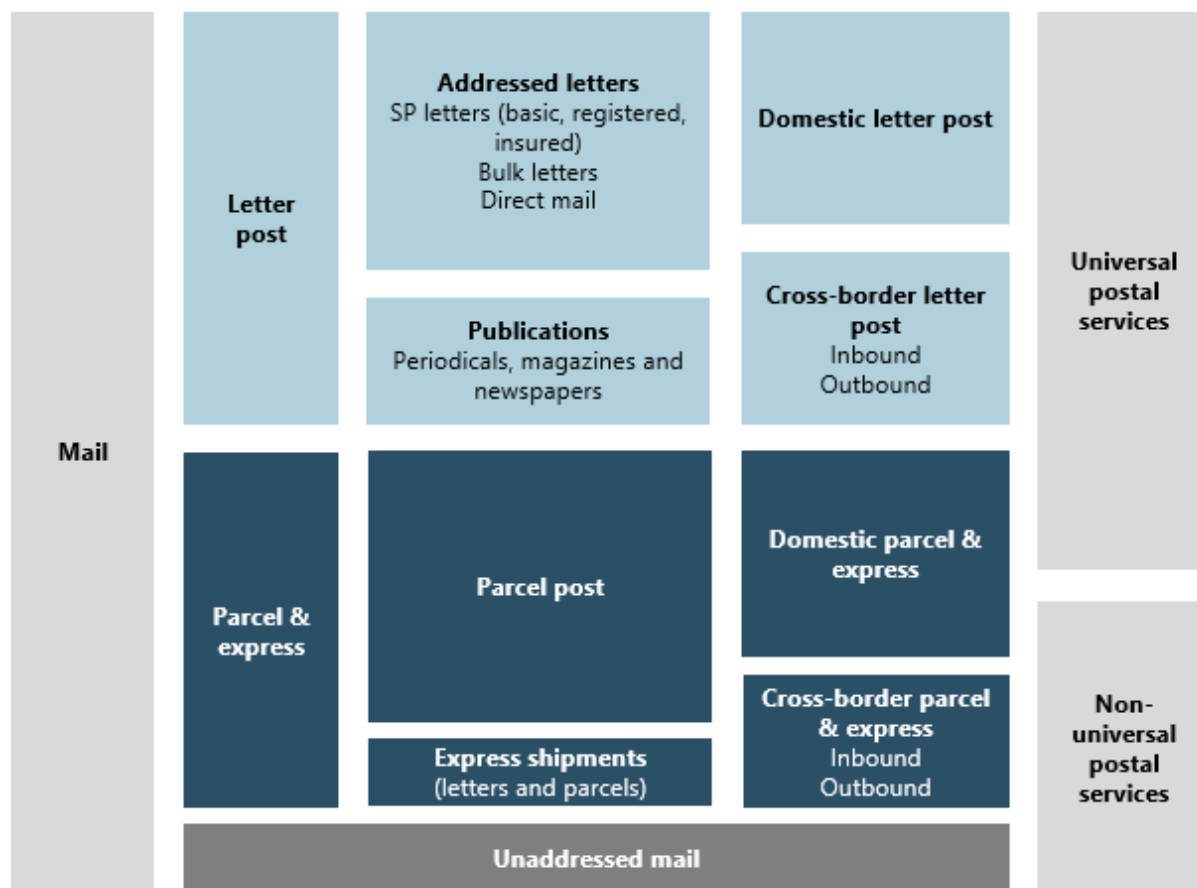 Mail
Letter
post
Addressed letters
SP letters (basic, registered,
insured)
Bulk letters
Direct mail
Publications
Periodicals, magazines and
newspapers
Domestic letter post
Cross-border letter
post
Inbound
Outbound
Universal
postal
services
Parcel &
express
Parcel post
Express shipments
(letters and parcels)
Domestic parcel &
express
Cross-border parcel
& express
Inbound
Outbound
Non-
universal
postal
services
Unaddressed mail